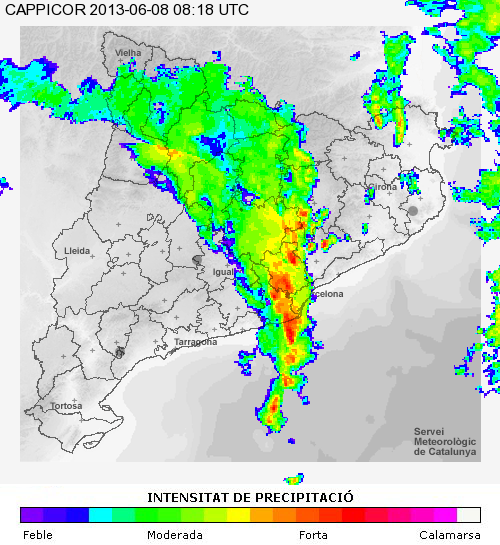 CAPPICOR 2013-06-08 08:18 UTC
Vielha
Girona
Lleida
Igual
rcelona
Tarragona
Tortosa
Servei
Meteorològic
de Catalunya
INTENSITAT DE PRECIPITACIÓ
Feble Moderada Forta Calamarsa